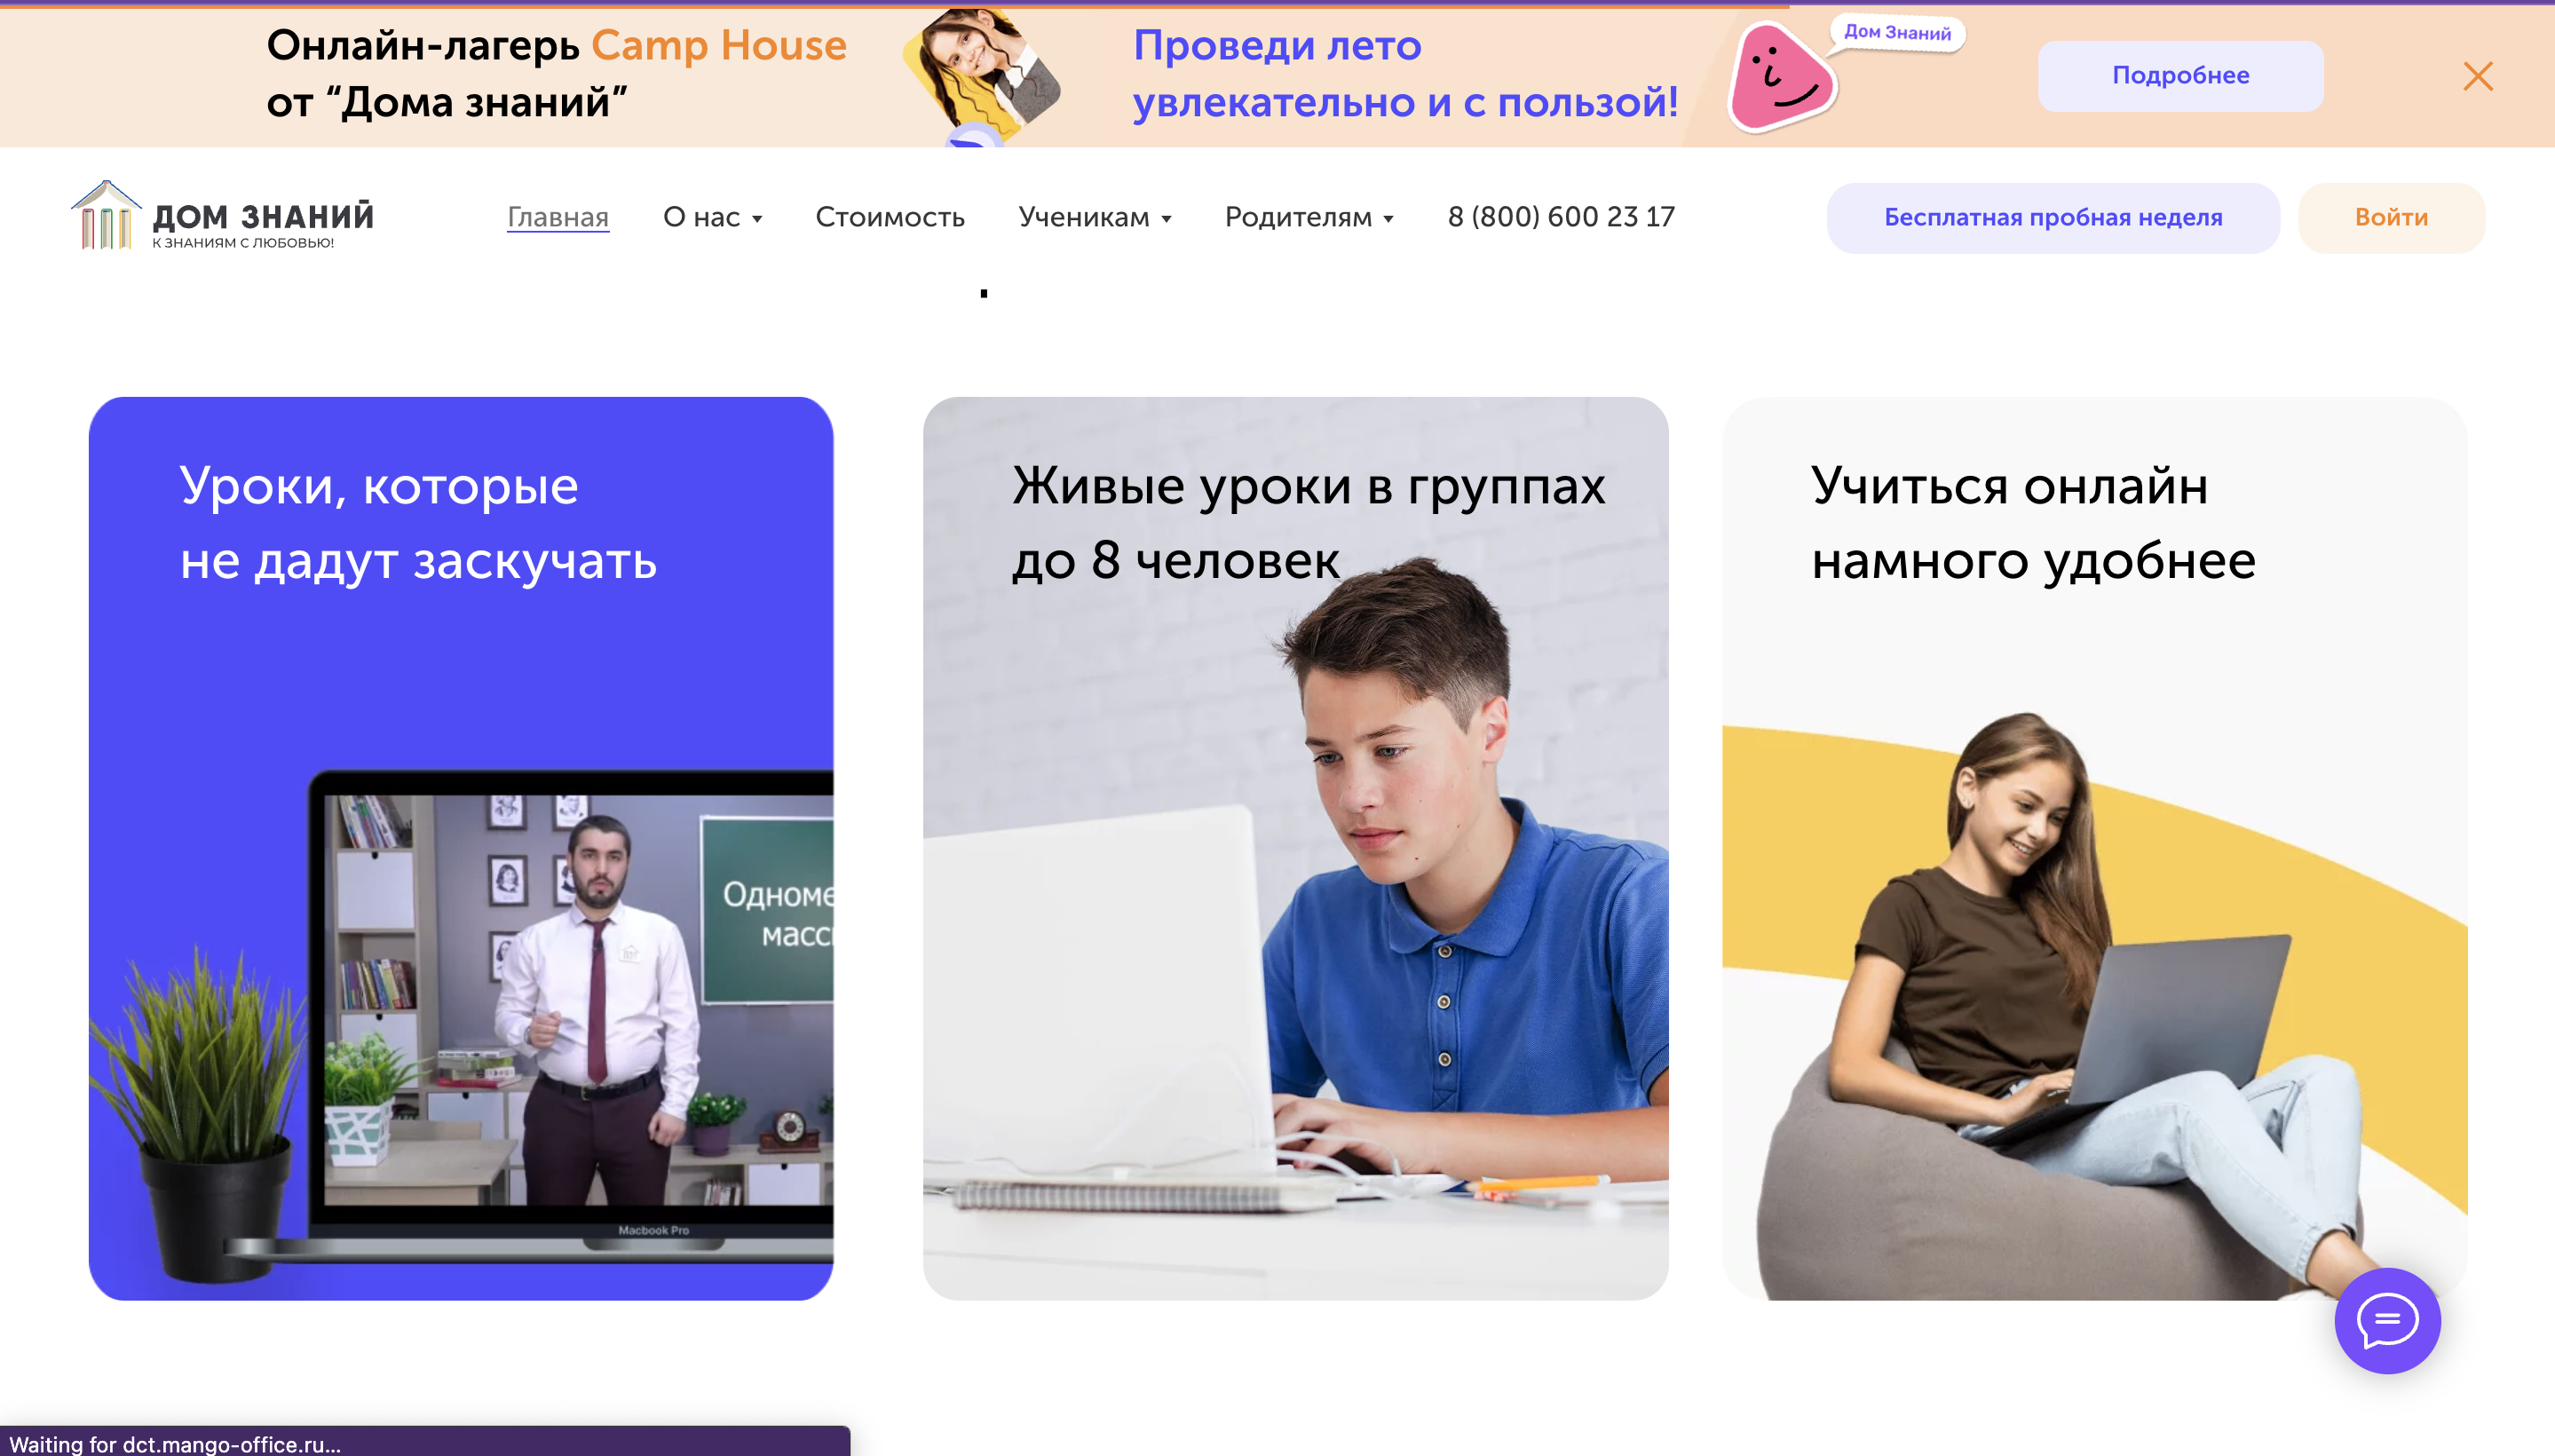 Онлайн-лагерь Camp House
от “Дома знаний”
Проведи лето
увлекательно и с пользой!
Дом Знаний
Подробнее
ДОМ ЗНАНИЙ
К ЗНАНИЯМ С ЛЮБОВЬЮ!
Главная
О нас
Стоимость
Ученикам
Родителям
8 (800) 600 23 17
Бесплатная пробная неделя
Войти
Уроки, которые
не дадут заскучать
Одноме
масс
Macbook Pro
Живые уроки в группах
до 8 человек
Учиться онлайн
намного удобнее
Waiting for dct.mango-office.ru...